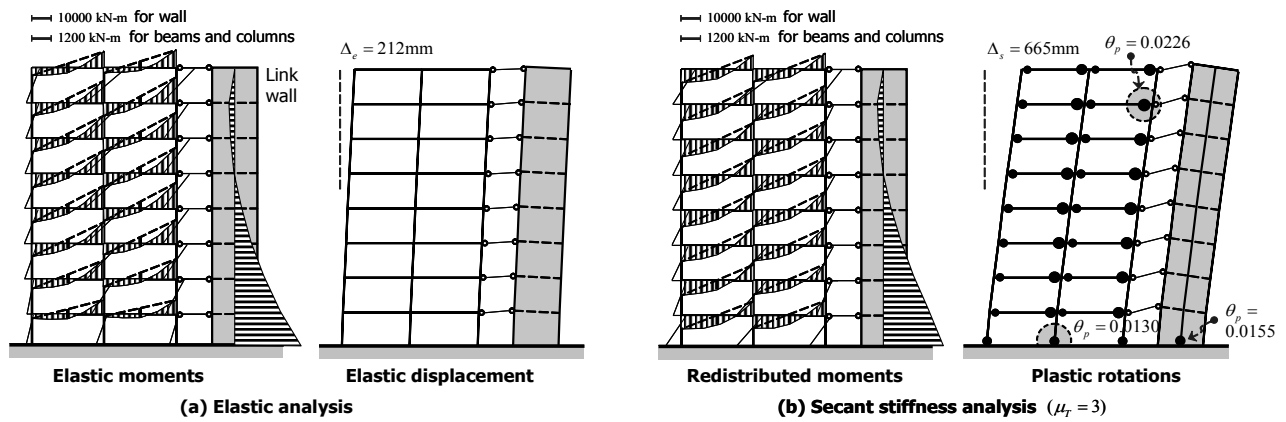 10000 kN-m for wall
1200 kN-m for beams and columns
Δe = 212mm
Link
wall
Elastic moments
Elastic displacement
(a) Elastic analysis
10000 kN-m for wall
1200 kN-m for beams and columns
Δs = 665mm
θp = 0.0226
θp = 0.0130
θp =
0.0155
Redistributed moments
Plastic rotations
(b) Secant stiffness analysis (μT = 3)